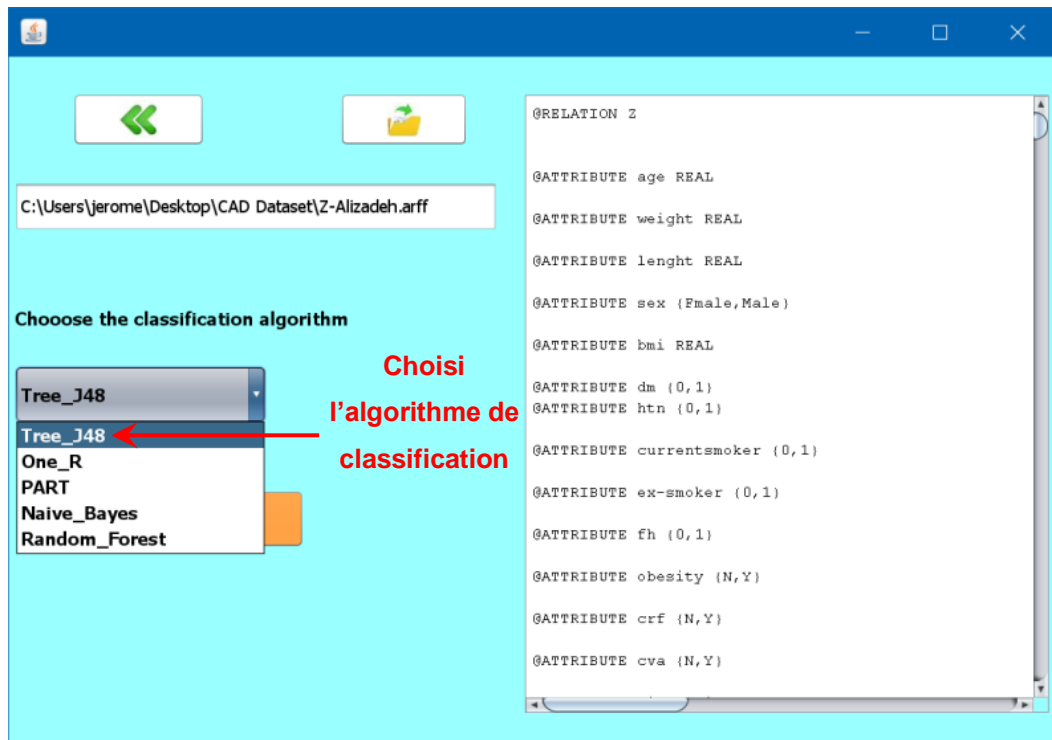 C:\Users\jerome\Desktop\CAD Dataset\Z-Alizadeh.arff
Chooose the classification algorithm
Tree_J48
Tree_J48
One_R
PART
Naive_Bayes
Random_Forest
Choisi
l’algorithme de
classification
@RELATION Z
@ATTRIBUTE age REAL
@ATTRIBUTE weight REAL
@ATTRIBUTE lenght REAL
@ATTRIBUTE sex {Fmale,Male}
@ATTRIBUTE bmi REAL
@ATTRIBUTE dm {0,1}
@ATTRIBUTE htn {0,1}
@ATTRIBUTE currentsmoker {0,1}
@ATTRIBUTE ex-smoker {0,1}
@ATTRIBUTE fh {0,1}
@ATTRIBUTE obesity {N,Y}
@ATTRIBUTE crf {N,Y}
@ATTRIBUTE cva {N,Y}